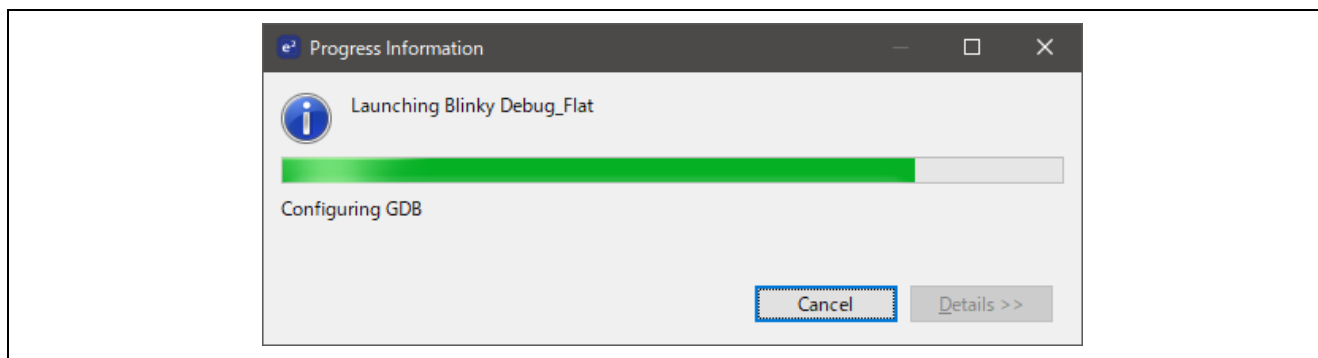 e² Progress Information
Launching Blinky Debug_Flat
Configuring GDB
Cancel
Details >>